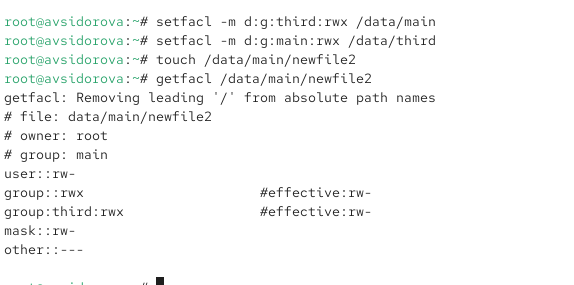 root@avsidorova:~# setfacl -m d:g:third:rwx /data/main
root@avsidorova:~# setfacl -m d:g:main:rwx /data/third
root@avsidorova:~# touch /data/main/newfile2
root@avsidorova:~# getfacl /data/main/newfile2
getfacl: Removing leading '/' from absolute path names
# file: data/main/newfile2
# owner: root
# group: main
user::rw-
group::rwx                      #effective:rw-
group:third:rwx                 #effective:rw-
mask::rw-
other::---